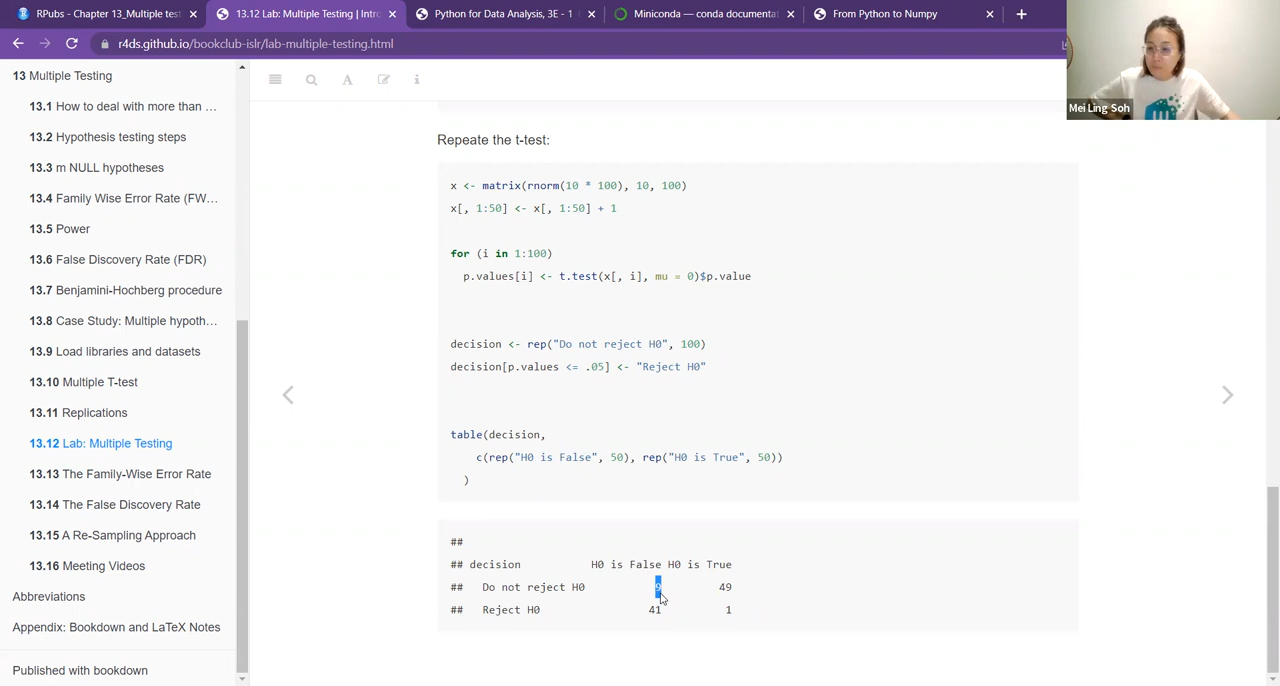 RPubs - Chapter 13_Multiple test
13.12 Lab: Multiple Testing | Intro
Python for Data Analysis, 3E - 1
Miniconda — conda documentat
From Python to Numpy
r4ds.github.io/bookclub-islr/lab-multiple-testing.html
Mei Ling Soh
13 Multiple Testing
13.1 How to deal with more than …
13.2 Hypothesis testing steps
13.3 m NULL hypotheses
13.4 Family Wise Error Rate (FW…
13.5 Power
13.6 False Discovery Rate (FDR)
13.7 Benjamini-Hochberg procedure
13.8 Case Study: Multiple hypoth…
13.9 Load libraries and datasets
13.10 Multiple T-test
13.11 Replications
13.12 Lab: Multiple Testing
13.13 The Family-Wise Error Rate
13.14 The False Discovery Rate
13.15 A Re-Sampling Approach
13.16 Meeting Videos
Abbreviations
Appendix: Bookdown and LaTeX Notes
Published with bookdown
Repeat the t-test:
x <- matrix(rnorm(10 * 100), 10, 100)
x[, 1:50] <- x[, 1:50] + 1
for (i in 1:100)
p.values[i] <- t.test(x[, i], mu = 0)$p.value
decision <- rep("Do not reject H0", 100)
decision[p.values <= .05] <- "Reject H0"
table(decision,
c(rep("H0 is False", 50), rep("H0 is True", 50))
)
##
## decision H0 is False H0 is True
## Do not reject H0 9 49
## Reject H0 41 1